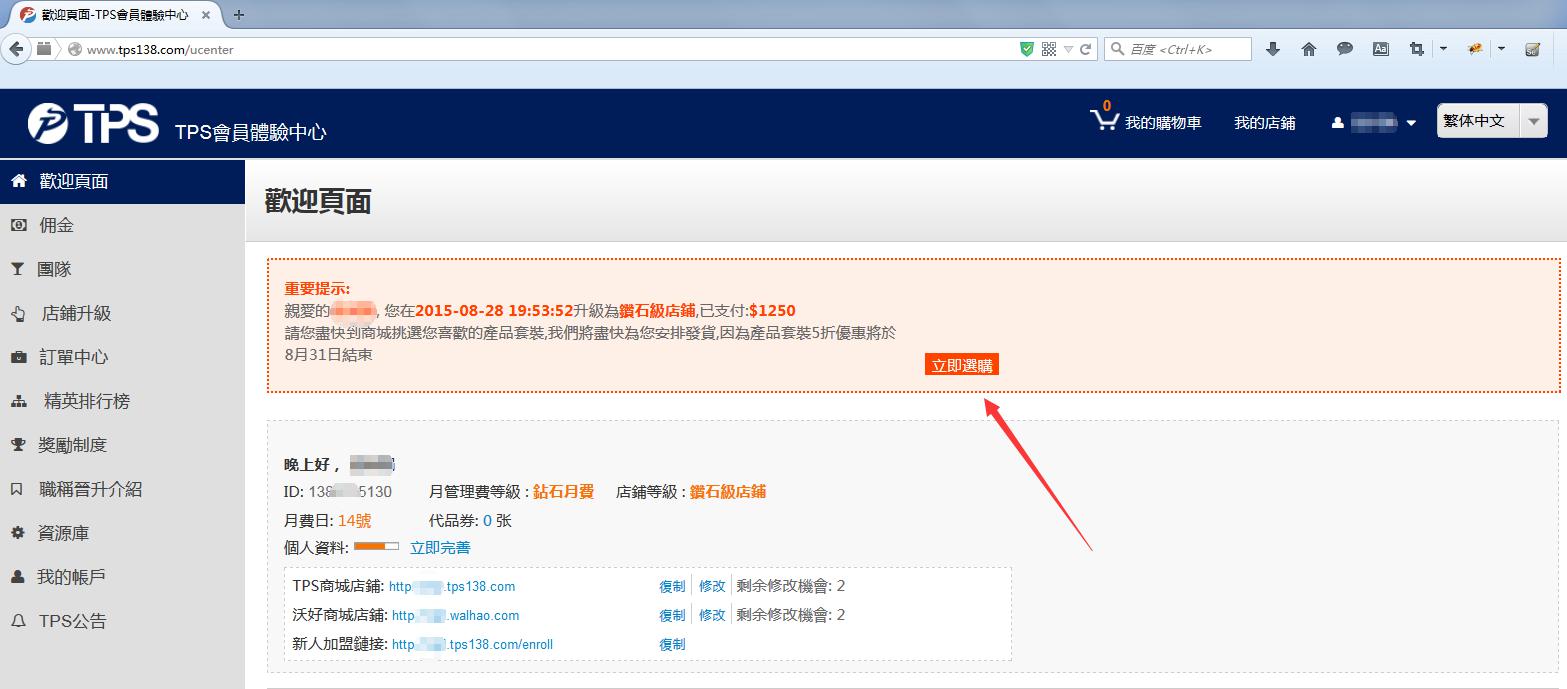 歡迎頁面-TPS會員體驗中心
www.tps138.com/ucenter
百度 <Ctrl+K>
TPS TPS會員體驗中心
0
我的購物車 我的店鋪 繁体中文
歡迎頁面
佣金
團隊
店鋪升級
訂單中心
精英排行榜
獎勵制度
職稱晉升介紹
資源庫
我的帳戶
TPS公告
歡迎頁面
重要提示:
親愛的 , 您在2015-08-28 19:53:52升級為鑽石級店鋪,已支付:$1250
請您盡快到商城挑選您喜歡的產品套裝,我們將盡快為您安排發貨,因為產品套裝5折優惠將於
8月31日結束
立即選購
晚上好 ,
ID: 138 5130 月管理費等級 : 鉆石月費 店鋪等級 : 鑽石級店鋪
月費日: 14號 代品券: 0 张
個人資料: 立即完善
TPS商城店鋪: http .tps138.com 復制 修改 剩余修改機會: 2
沃好商城店鋪: http .walhao.com 復制 修改 剩余修改機會: 2
新人加盟鏈接: http .tps138.com/enroll 復制